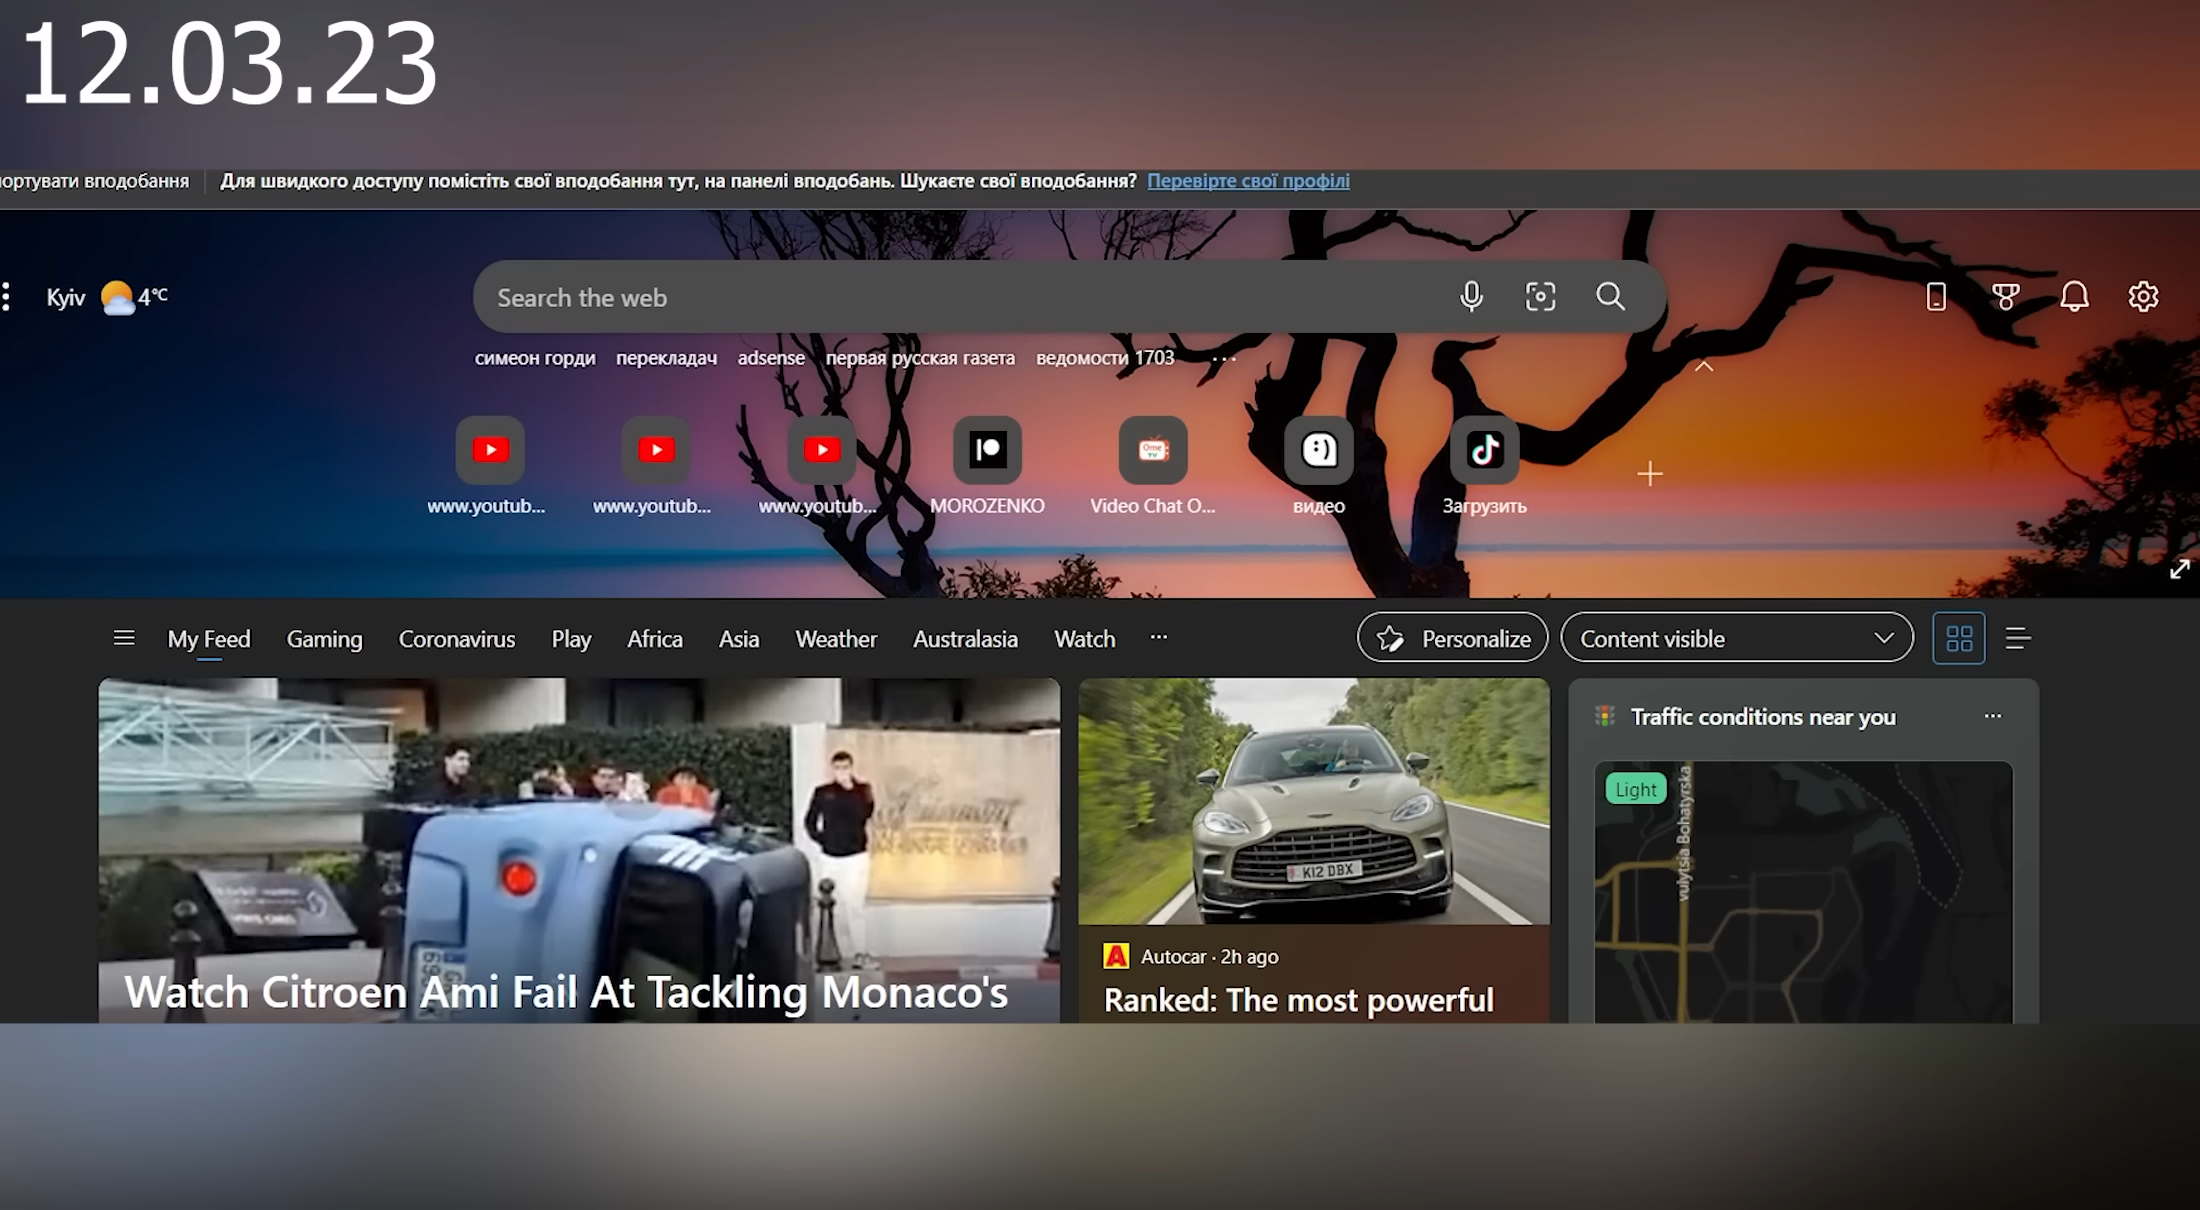 12.03.23
ортувати вподобання
Для швидкого доступу помістіть свої вподобання тут, на панелі вподобань. Шукаєте свої вподобання? Перевірте свої профілі
Kyiv 4°C
Search the web
симеон горди перекладач adsense первая русская газета ведомости 1703 ...
www.youtub... www.youtub... www.youtub... MOROZENKO Video Chat O... видео Загрузить
My Feed Gaming Coronavirus Play Africa Asia Weather Australasia Watch ...
Personalize Content visible
Watch Citroen Ami Fail At Tackling Monaco's
K12 DBX
Autocar · 2h ago
Ranked: The most powerful
Traffic conditions near you ...
Light
vulytsia Bohatyrska